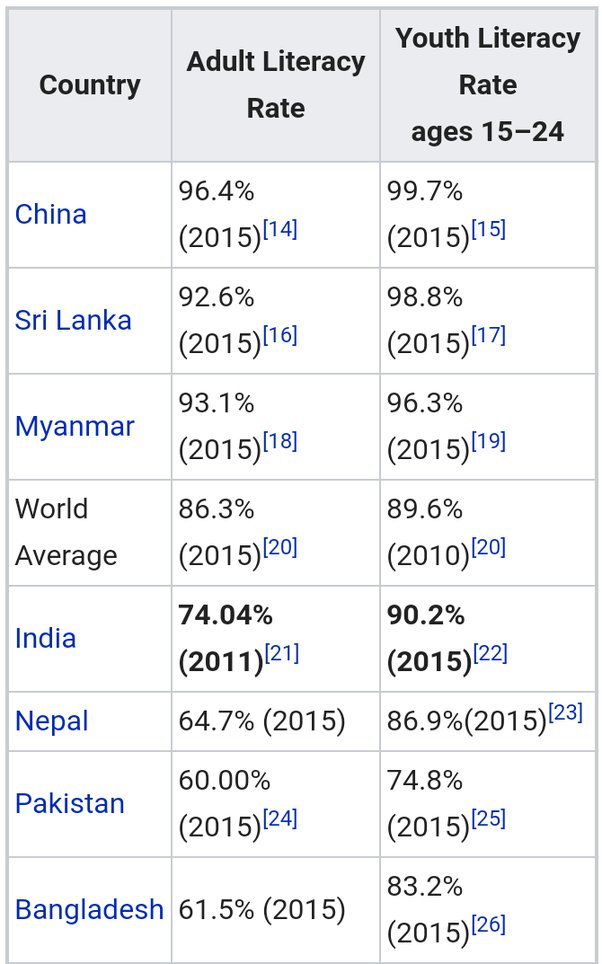 Country
Adult Literacy
Rate
Youth Literacy
Rate
ages 15–24
China
96.4%
(2015)[14]
99.7%
(2015)[15]
Sri Lanka
92.6%
(2015)[16]
98.8%
(2015)[17]
Myanmar
93.1%
(2015)[18]
96.3%
(2015)[19]
World
Average
86.3%
(2015)[20]
89.6%
(2010)[20]
India
74.04%
(2011)[21]
90.2%
(2015)[22]
Nepal
64.7% (2015)
86.9%(2015)[23]
Pakistan
60.00%
(2015)[24]
74.8%
(2015)[25]
Bangladesh
61.5% (2015)
83.2%
(2015)[26]